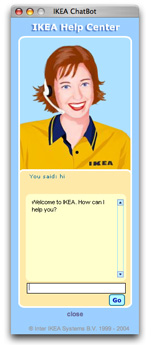 IKEA ChatBot
IKEA Help Center
IKEA
You said: hi
Welcome to IKEA. How can I
help you?
Go
close
© Inter IKEA Systems B.V. 1999 - 2004